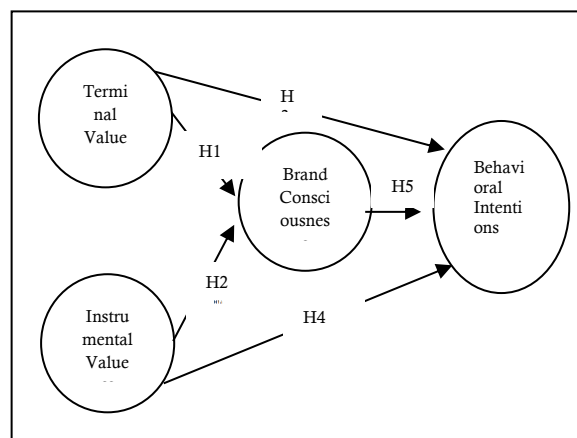 Termi
nal
Value
H
H1
Brand
Consci
ousnes
H5
Behavi
oral
Intenti
ons
H2
Instru
mental
Value
H4